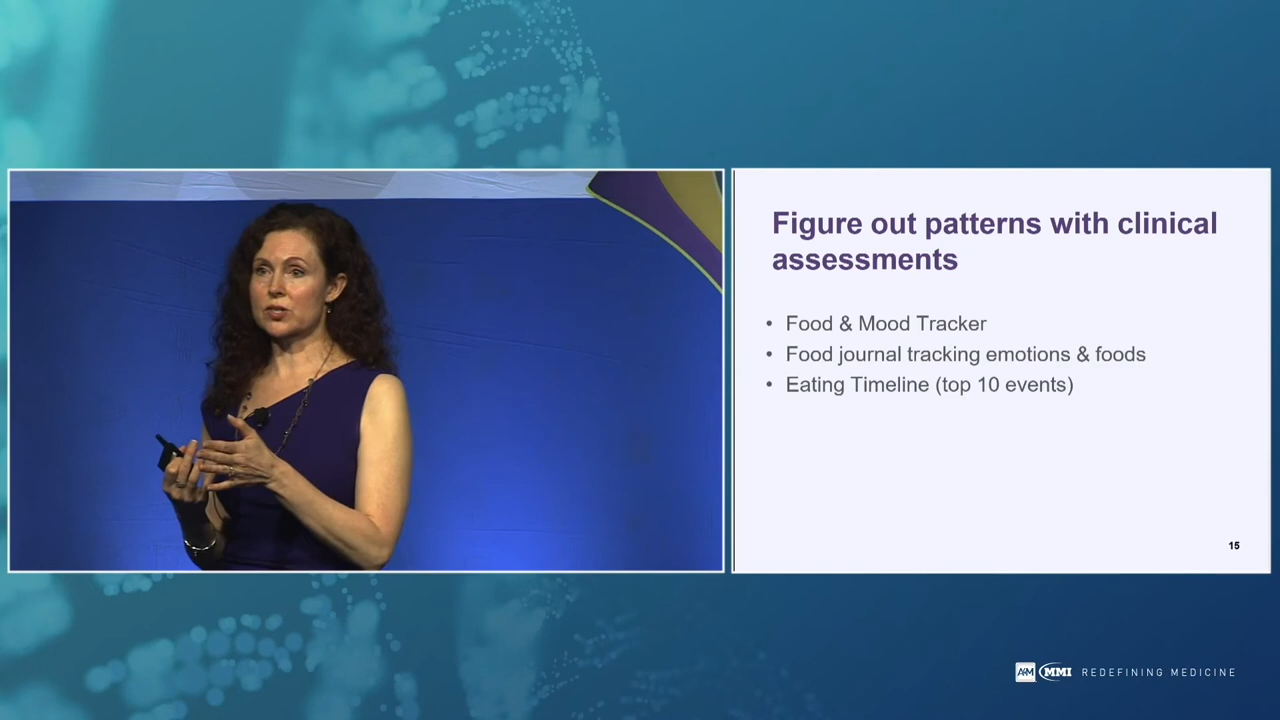 Figure out patterns with clinical
assessments
• Food & Mood Tracker
• Food journal tracking emotions & foods
• Eating Timeline (top 10 events)
15
A4M MMI REDEFINING MEDICINE